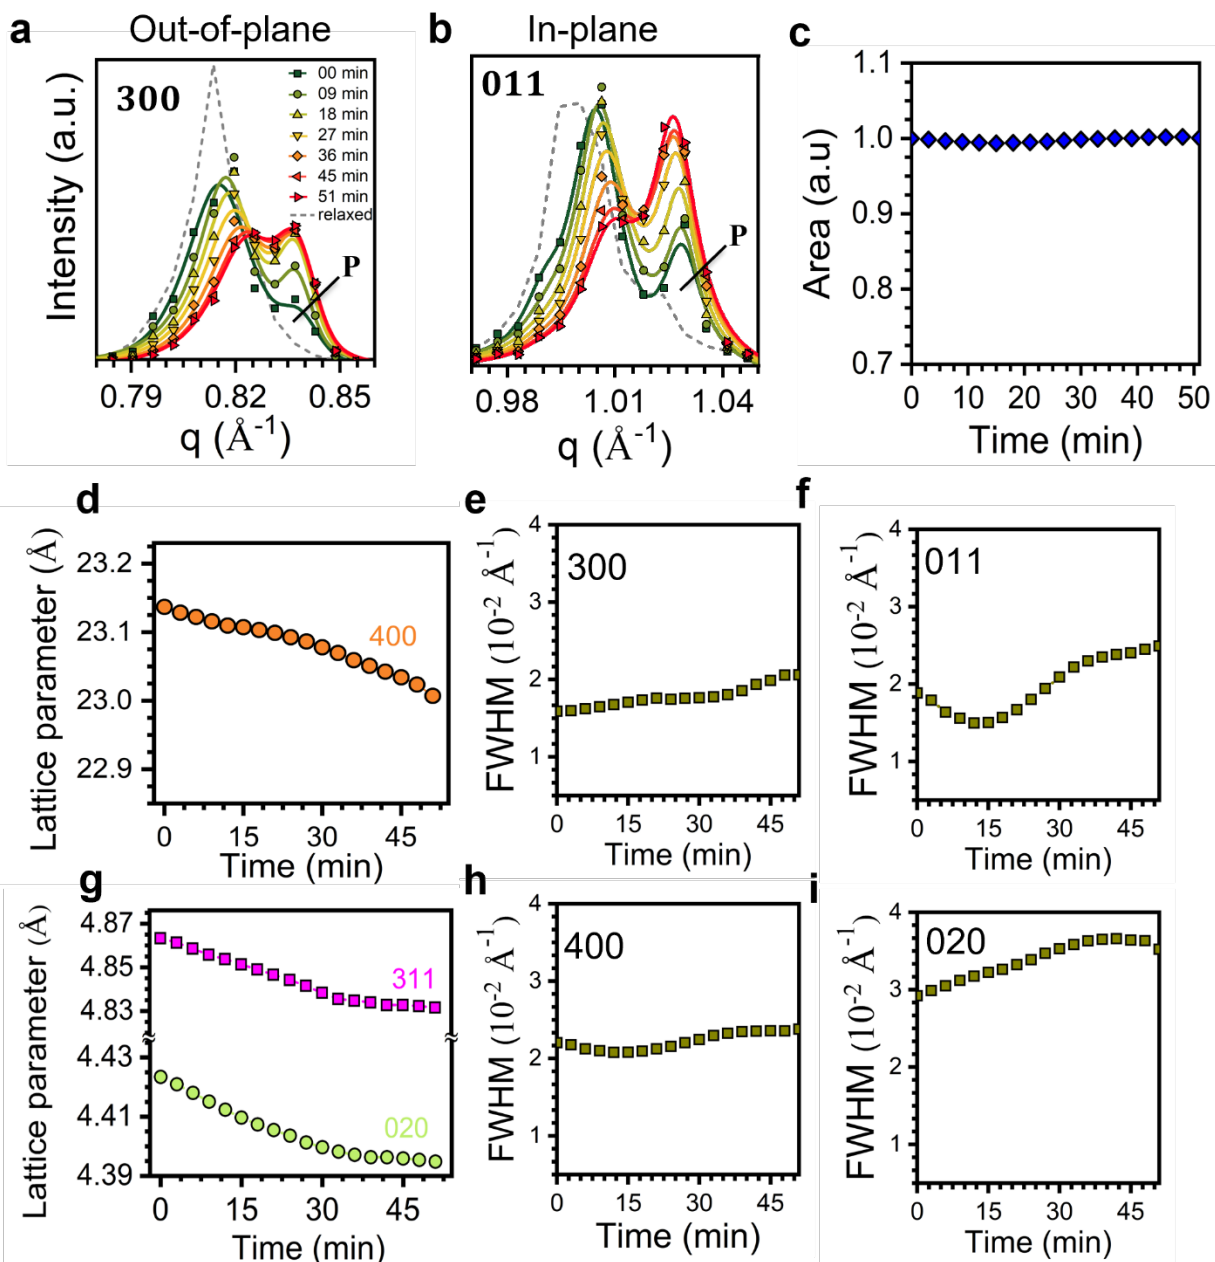 a Out-of-plane
b In-plane
c
300
00 min
09 min
18 min
27 min
36 min
45 min
51 min
relaxed
P
Intensity (a.u.)
0.79 0.82 0.85
q (Å⁻¹)
011
P
0.98 1.01 1.04
q (Å⁻¹)
Area (a.u)
1.1
1.0
0.9
0.8
0.7
0 10 20 30 40 50
Time (min)
d
Lattice parameter (Å)
23.2
23.1
23.0
22.9
400
0 15 30 45
Time (min)
e
FWHM (10⁻² Å⁻¹)
4
3
2
1
300
0 15 30 45
Time (min)
f
FWHM (10⁻² Å⁻¹)
4
3
2
1
011
0 15 30 45
Time (min)
g
Lattice parameter (Å)
4.87
4.85
4.83
4.43
4.41
4.39
311
020
0 15 30 45
Time (min)
h
FWHM (10⁻² Å⁻¹)
4
3
2
1
400
0 15 30 45
Time (min)
i
FWHM (10⁻² Å⁻¹)
4
3
2
1
020
0 15 30 45
Time (min)